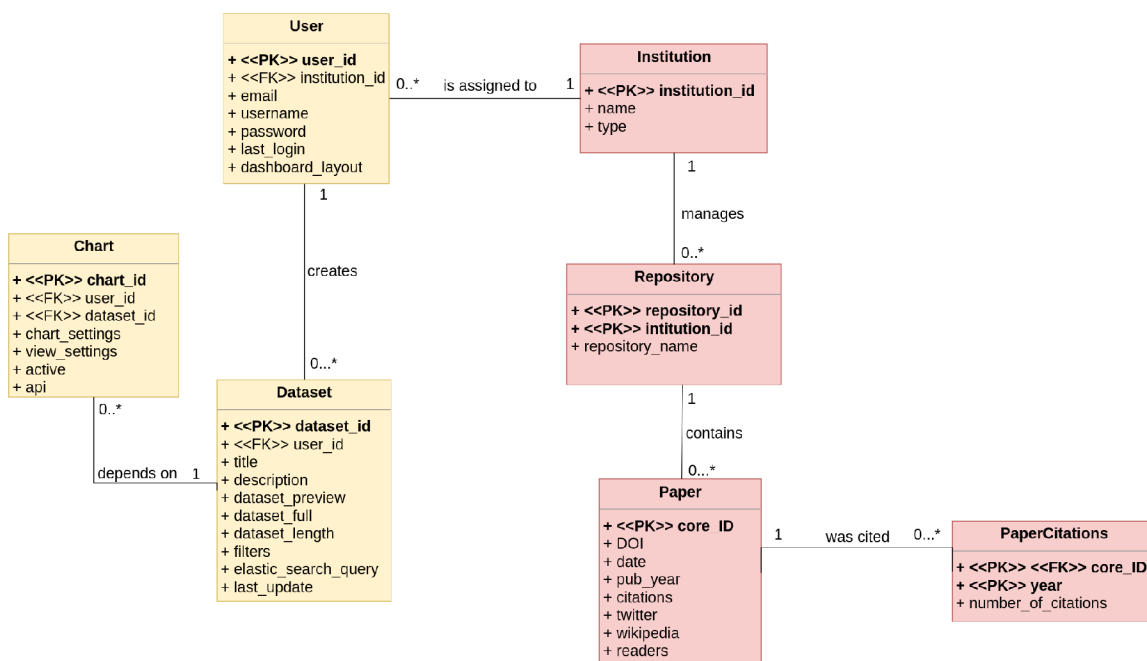 User
+ <<PK>> user_id
+ <<FK>> institution_id
+ email
+ username
+ password
+ last_login
+ dashboard_layout
0..* is assigned to 1
Institution
+ <<PK>> institution_id
+ name
+ type
1
creates
0...*
1
manages
0..*
Chart
+ <<PK>> chart_id
+ <<FK>> user_id
+ <<FK>> dataset_id
+ chart_settings
+ view_settings
+ active
+ api
0..*
depends on 1
Repository
+ <<PK>> repository_id
+ <<PK>> intitution_id
+ repository_name
Dataset
+ <<PK>> dataset_id
+ <<FK>> user_id
+ title
+ description
+ dataset_preview
+ dataset_full
+ dataset_length
+ filters
+ elastic_search_query
+ last_update
1
contains
0...*
Paper
+ <<PK>> core_ID
+ DOI
+ date
+ pub_year
+ citations
+ twitter
+ wikipedia
+ readers
1 was cited 0...*
PaperCitations
+ <<PK>> <<FK>> core_ID
+ <<PK>> year
+ number_of_citations